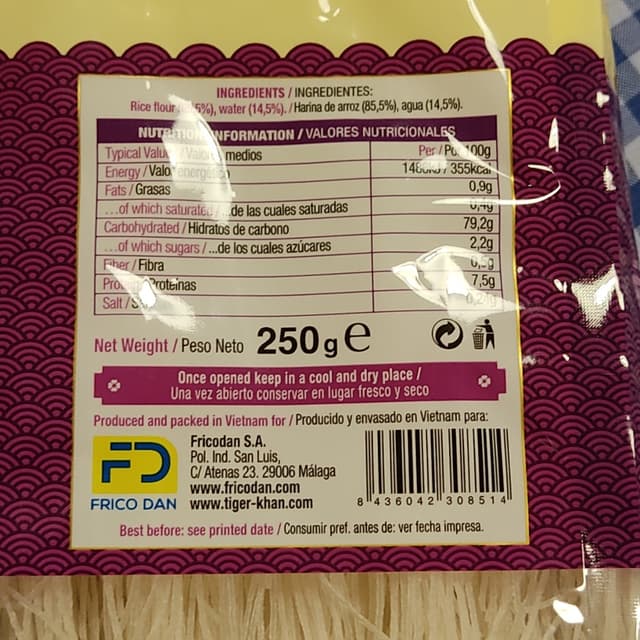 INGREDIENTS / INGREDIENTES:
Rice flour 5%), water (14,5%). / Harina de arroz (85,5%), agua (14,5%).
NUTRITION INFORMATION / VALORES NUTRICIONALES
Typical Values / Valores medios Per / Por 100g
Energy / Valor energético 355kcal
Fats / Grasas 0,9g
...of which saturated / ...de las cuales saturadas
Carbohydrated / Hidratos de carbono 79,2g
...of which sugars / ...de los cuales azúcares 2,2g
Fiber / Fibra
Protein / Proteínas 7,5g
Salt /
Net Weight / Peso Neto 250g e
Once opened keep in a cool and dry place /
Una vez abierto conservar en lugar fresco y seco
Produced and packed in Vietnam for / Producido y envasado en Vietnam para:
FD
FRICO DAN
Fricodan S.A.
Pol. Ind. San Luis,
C/ Atenas 23. 29006 Málaga
www.fricodan.com
www.tiger-khan.com
8 436042 308514
Best before: see printed date / Consumir pref. antes de: ver fecha impresa.